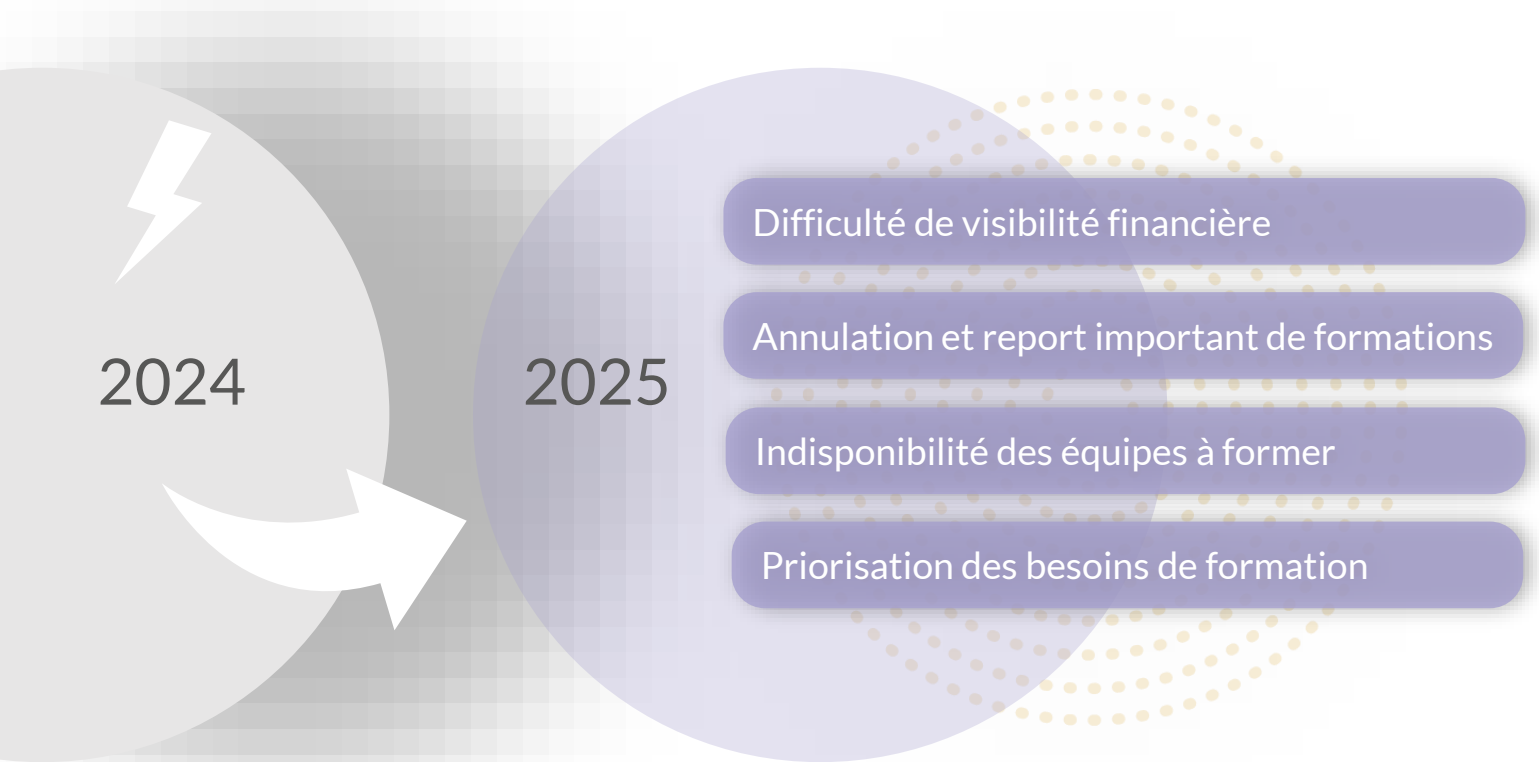 2024
2025
Difficulté de visibilité financière
Annulation et report important de formations
Indisponibilité des équipes à former
Priorisation des besoins de formation